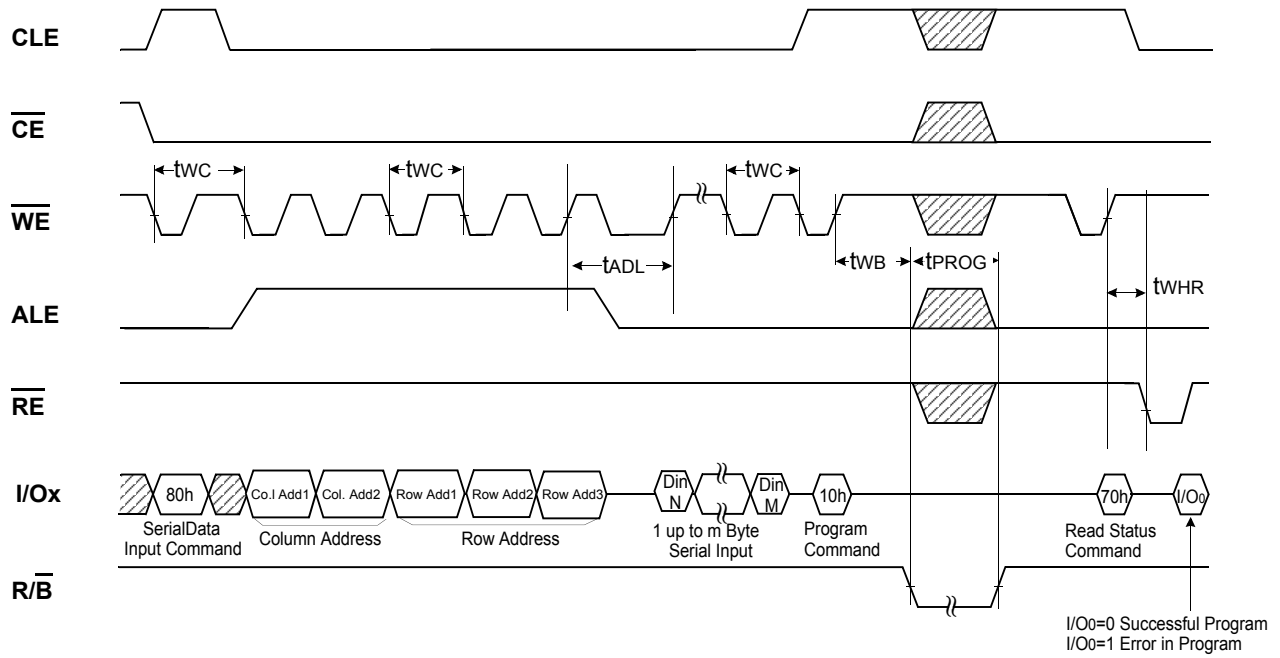 CLE
CE
tWC
tWC
tWC
WE
tADL
tWB
tPROG
tWHR
ALE
RE
I/Ox
80h
Co.l Add1
Col. Add2
Row Add1
Row Add2
Row Add3
Din
N
Din
M
10h
70h
I/O0
SerialData
Input Command
Column Address
Row Address
1 up to m Byte
Serial Input
Program
Command
Read Status
Command
R/B
I/O0=0 Successful Program
I/O0=1 Error in Program